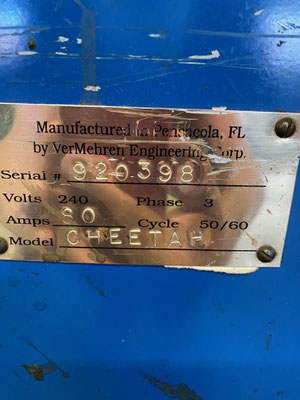 Manufactured in Pensacola, FL
by VerMehren Engineering Corp.
Serial # 920398
Volts 240 Phase 3
Amps 80 Cycle 50/60
Model CHEETAH